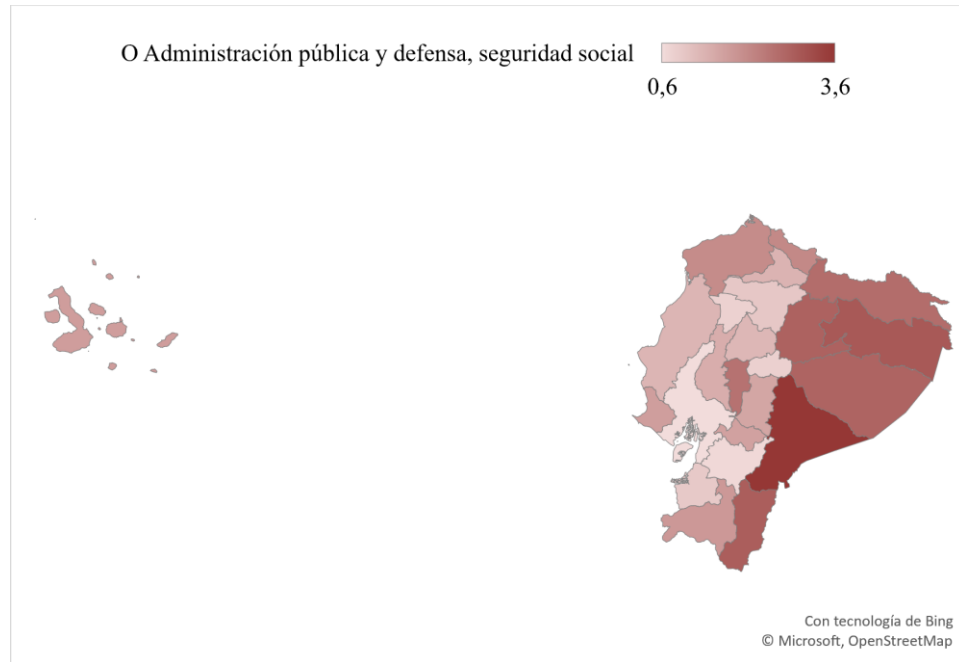 O Administración pública y defensa, seguridad social
0,6 3,6
Con tecnología de Bing
© Microsoft, OpenStreetMap